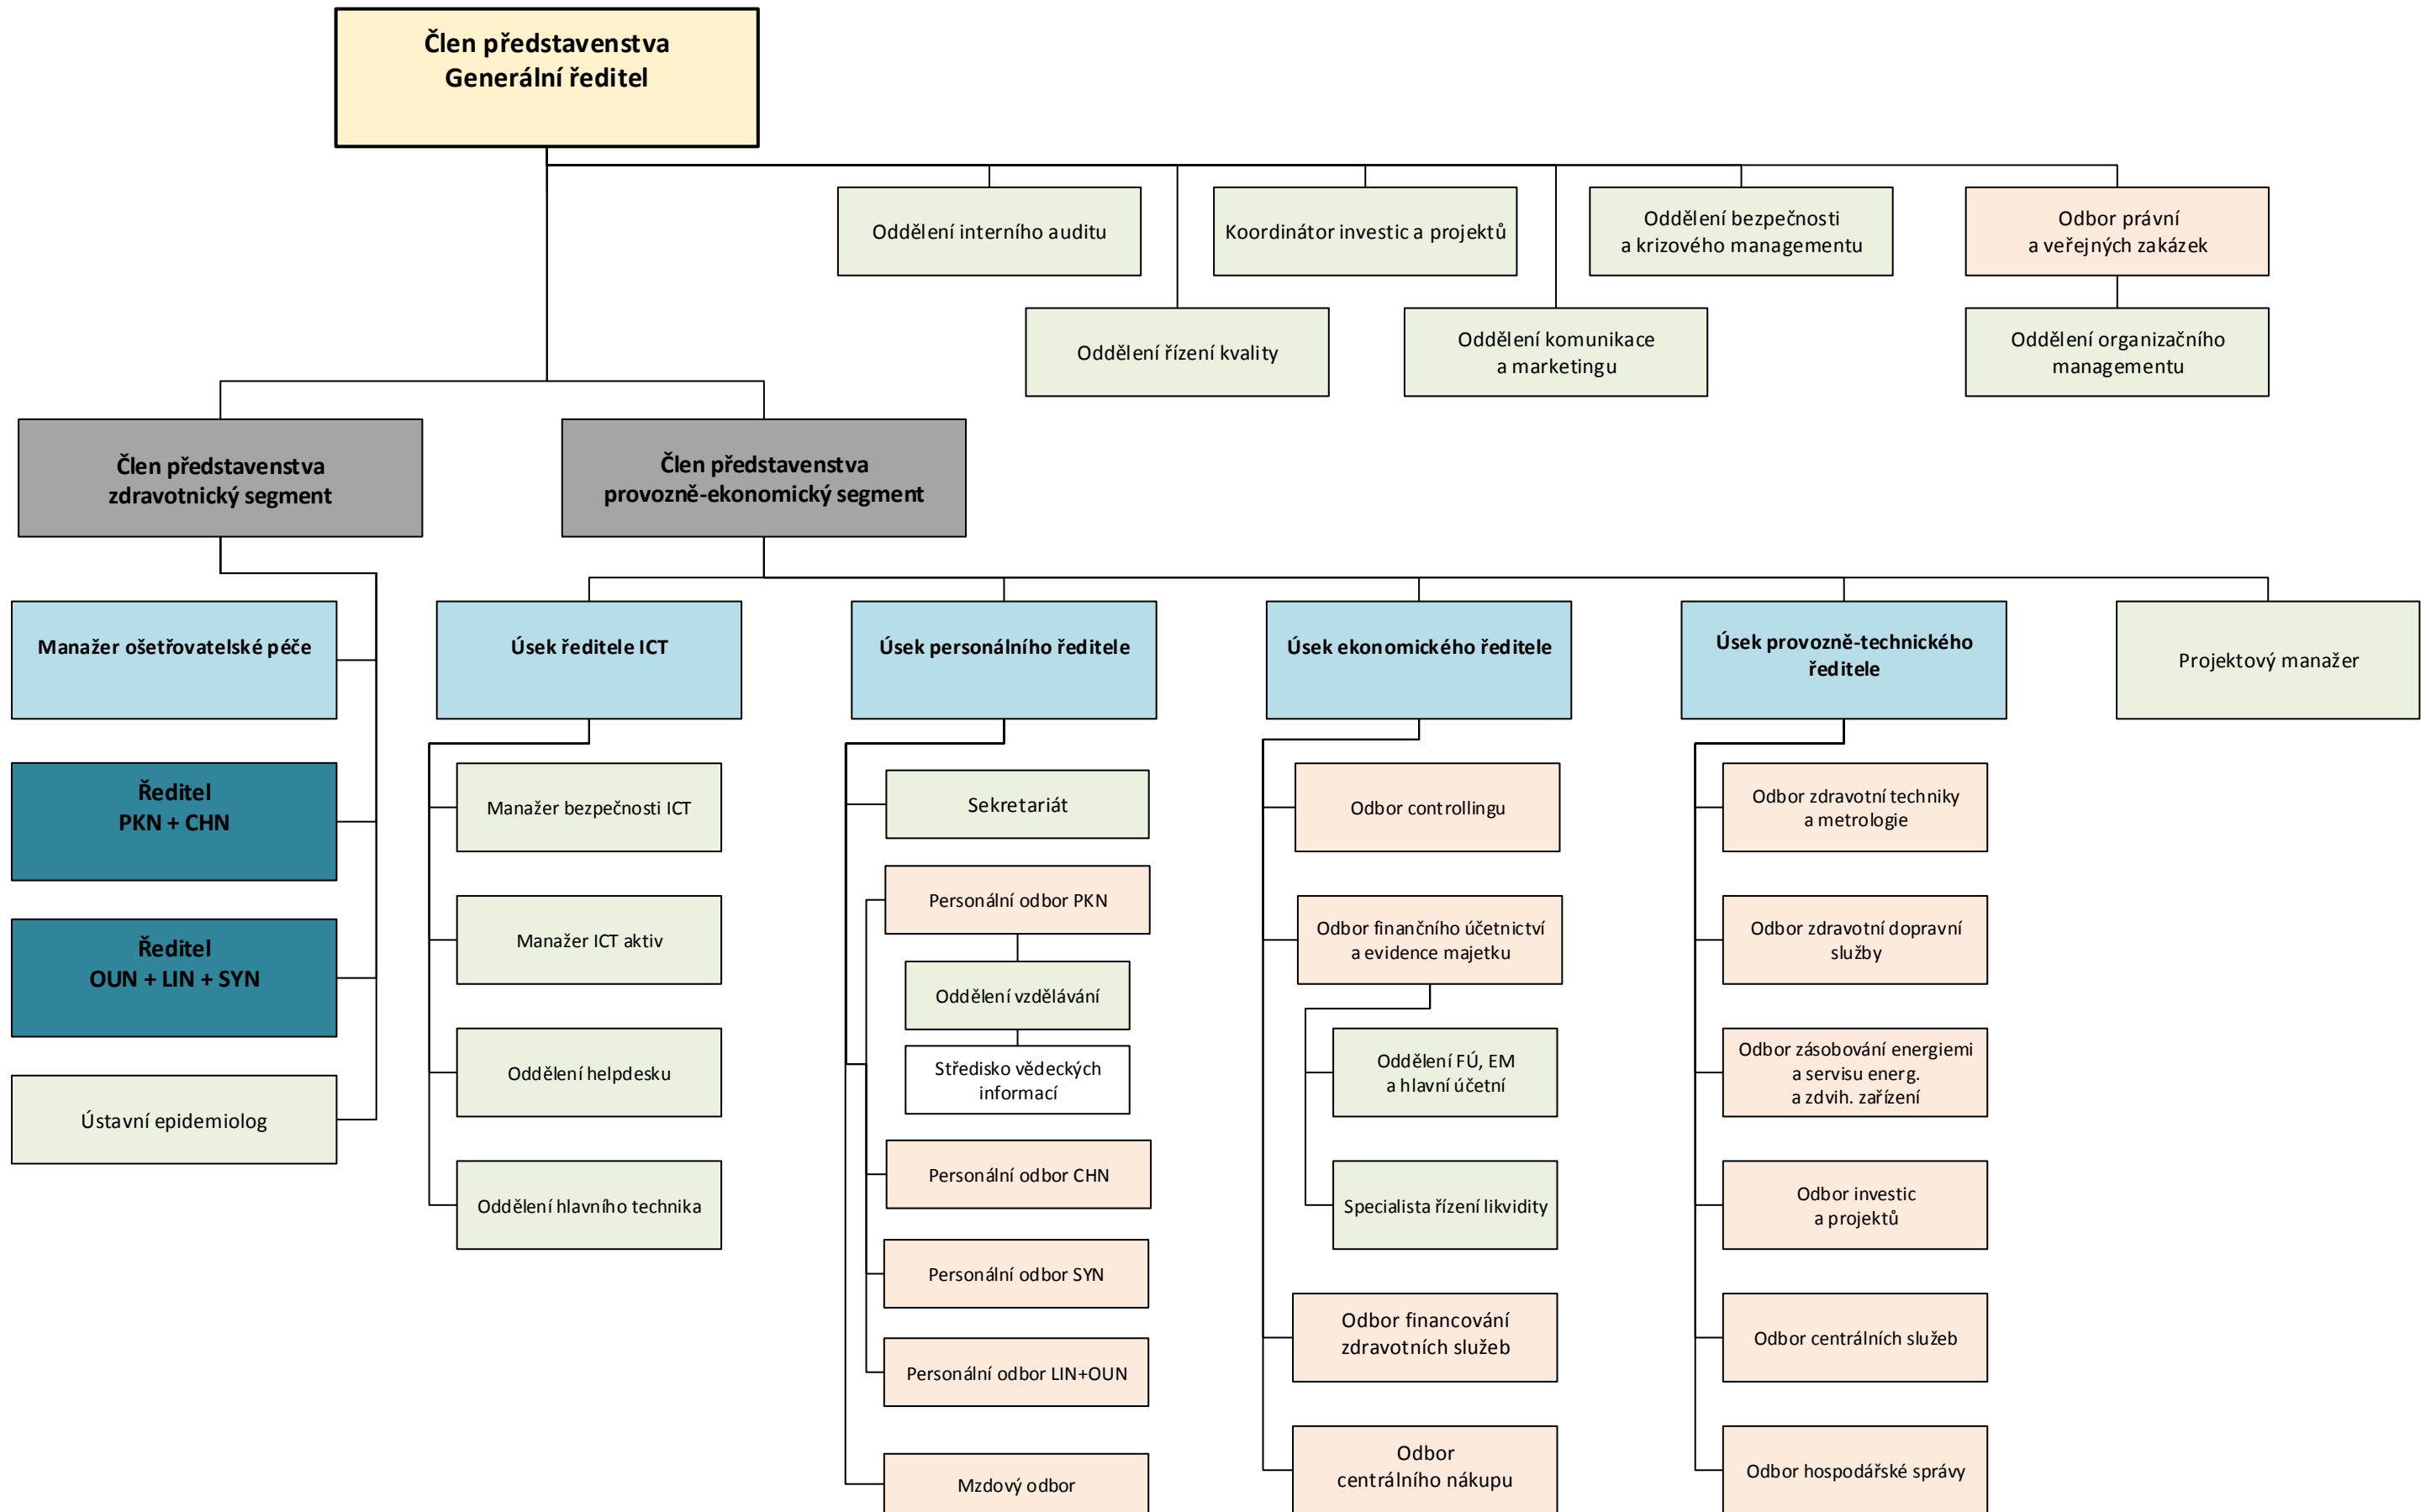 Člen představenstva
Generální ředitel
Oddělení interního auditu
Koordinátor investic a projektů
Oddělení bezpečnosti
a krizového managementu
Odbor právní
a veřejných zakázek
Oddělení řízení kvality
Oddělení komunikace
a marketingu
Oddělení organizačního
managementu
Člen představenstva
zdravotnický segment
Člen představenstva
provozně-ekonomický segment
Manažer ošetřovatelské péče
Ředitel
PKN + CHN
Ředitel
OUN + LIN + SYN
Ústavní epidemiolog
Úsek ředitele ICT
Manažer bezpečnosti ICT
Manažer ICT aktiv
Oddělení helpdesku
Oddělení hlavního technika
Úsek personálního ředitele
Sekretariát
Personální odbor PKN
Oddělení vzdělávání
Středisko vědeckých
informací
Personální odbor CHN
Personální odbor SYN
Personální odbor LIN+OUN
Mzdový odbor
Úsek ekonomického ředitele
Odbor controllingu
Odbor finančního účetnictví
a evidence majetku
Oddělení FÚ, EM
a hlavní účetní
Specialista řízení likvidity
Odbor financování
zdravotních služeb
Odbor
centrálního nákupu
Úsek provozně-technického
ředitele
Odbor zdravotní techniky
a metrologie
Odbor zdravotní dopravní
služby
Odbor zásobování energiemi
a servisu energ.
a zdvih. zařízení
Odbor investic
a projektů
Odbor centrálních služeb
Odbor hospodářské správy
Projektový manažer